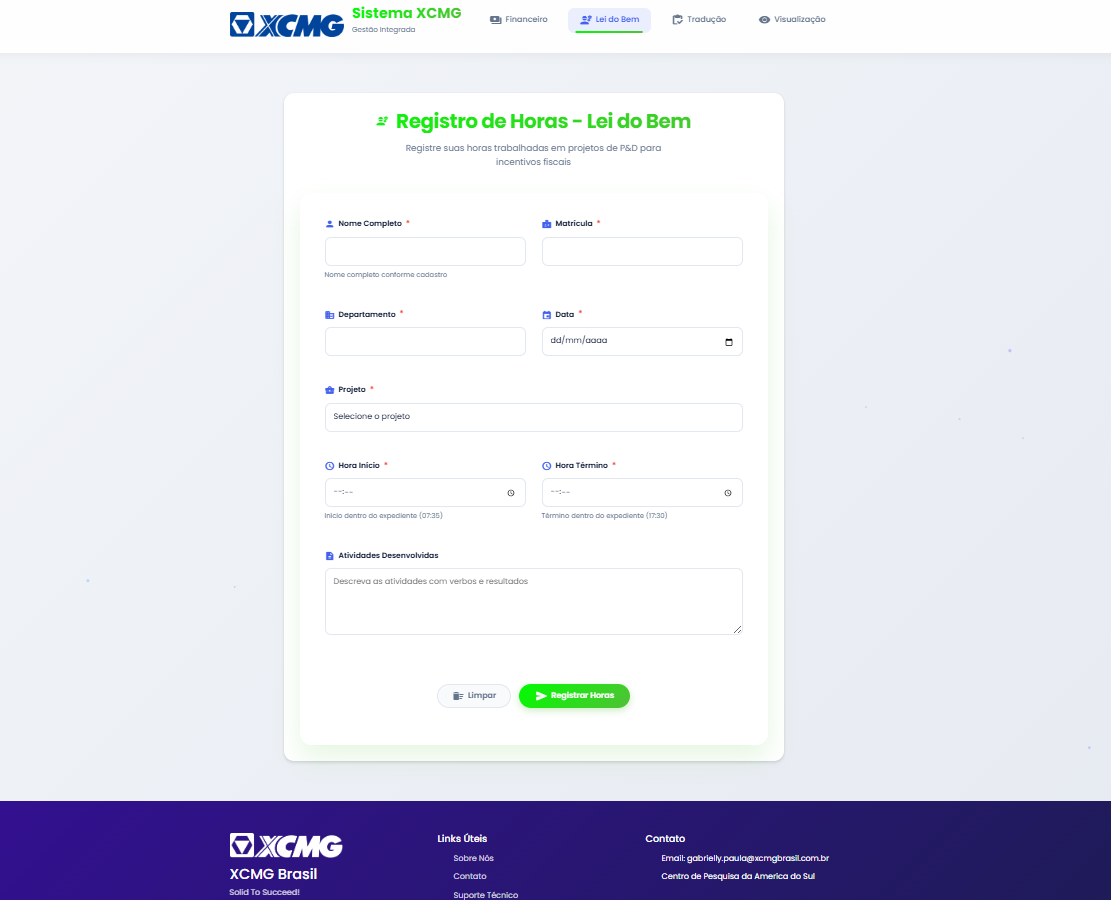 XCMG
Sistema XCMG
Gestão Integrada
Financeiro
Lei do Bem
Tradução
Visualização
Registro de Horas - Lei do Bem
Registre suas horas trabalhadas em projetos de P&D para
incentivos fiscais
Nome Completo *
Matrícula *
Nome completo conforme cadastro
Departamento *
Data *
dd/mm/aaaa
Projeto *
Selecione o projeto
Hora Início *
Hora Término *
--:--
--:--
Início dentro do expediente (07:35)
Término dentro do expediente (17:30)
Atividades Desenvolvidas
Descreva as atividades com verbos e resultados
Limpar
Registrar Horas
XCMG
XCMG Brasil
Solid To Succeed!
Links Úteis
Sobre Nós
Contato
Suporte Técnico
Contato
Email: gabrielly.paula@xcmgbrasil.com.br
Centro de Pesquisa da America do Sul